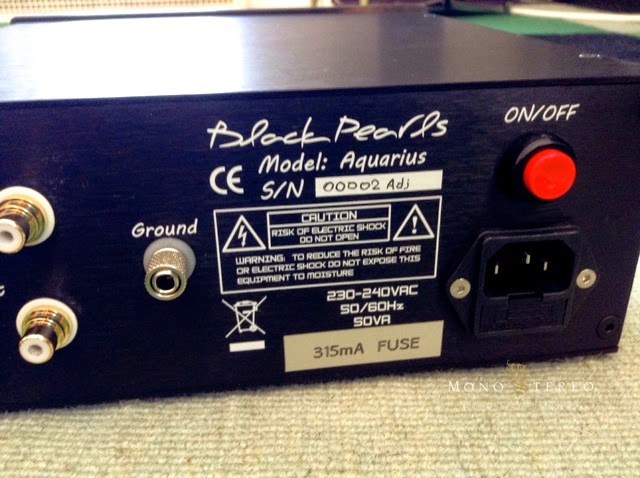 Black Pearls
Model: Aquarius
S/N 00002 Adj
ON/OFF
Ground
CAUTION
RISK OF ELECTRIC SHOCK
DO NOT OPEN
WARNING: TO REDUCE THE RISK OF FIRE
OR ELECTRIC SHOCK DO NOT EXPOSE THIS
EQUIPMENT TO MOISTURE
230-240VAC
50/60Hz
50VA
315mA FUSE
MONO STEREO